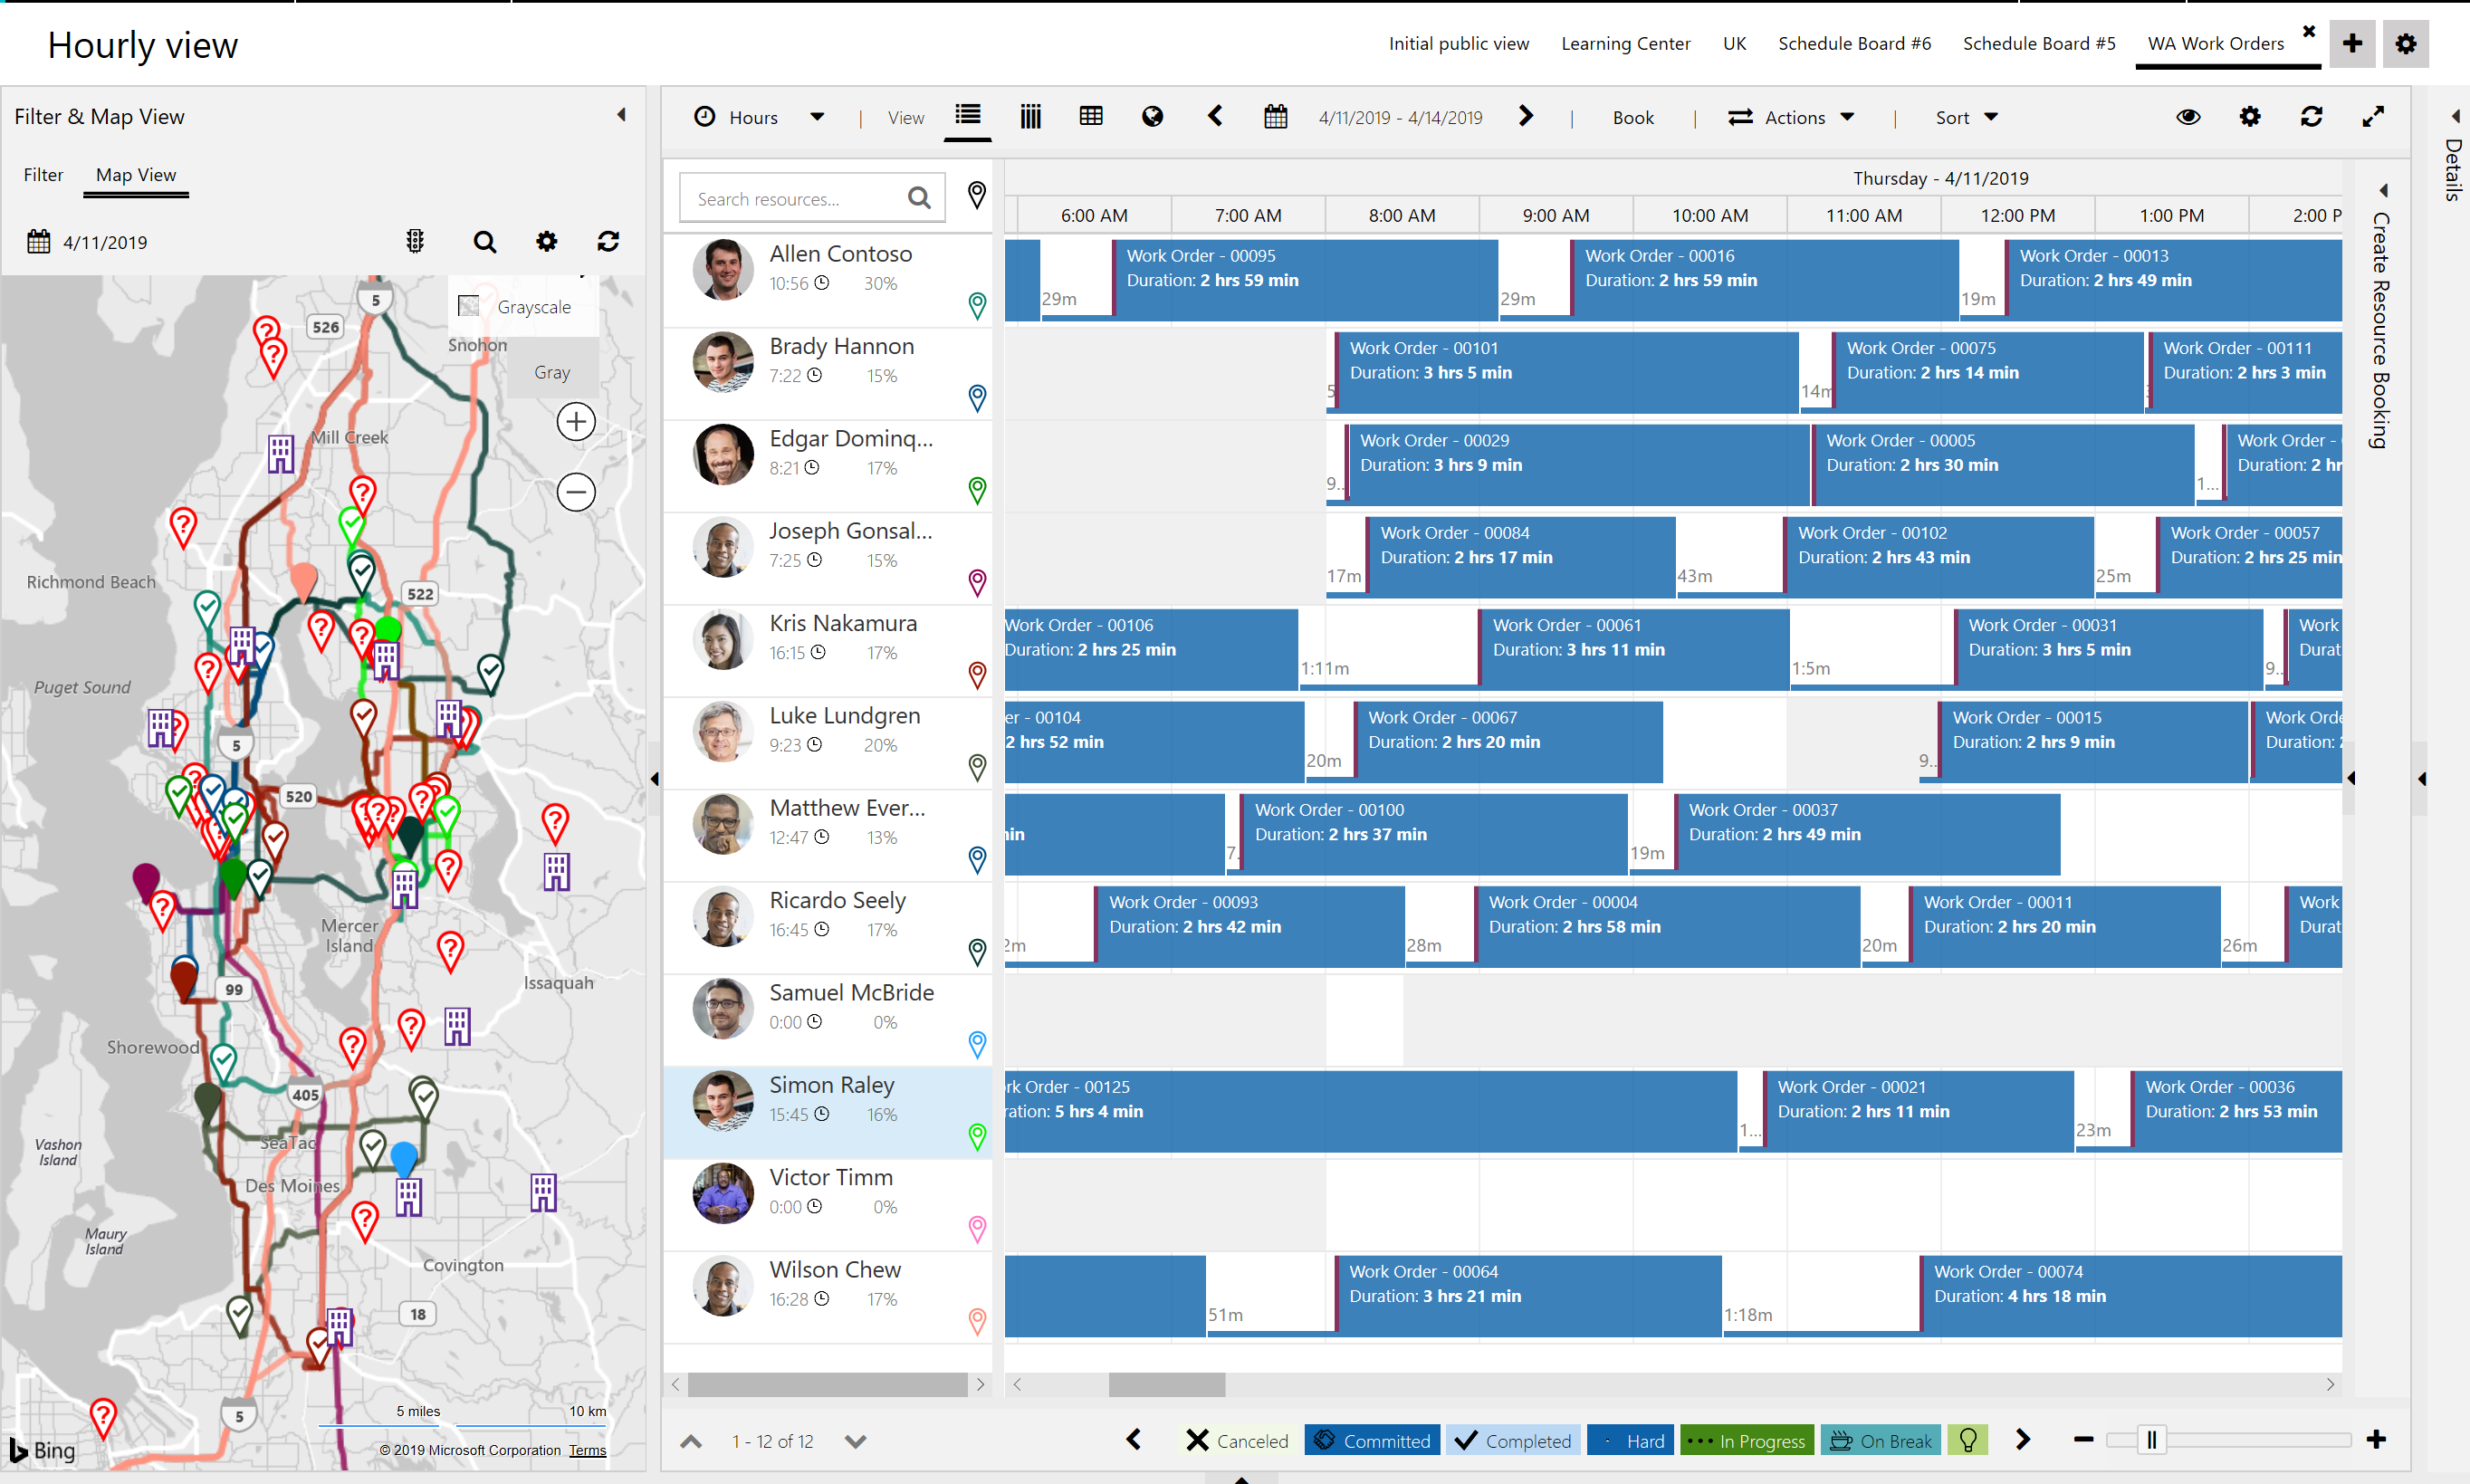 Hourly view
Initial public view
Learning Center
UK
Schedule Board #6
Schedule Board #5
WA Work Orders
Filter & Map View
Filter
Map View
4/11/2019
Grayscale
Gray
5
526
Snohom
Mill Creek
Richmond Beach
522
Puget Sound
5
520
Mercer
Island
Issaquah
99
Shorewood
405
SeaTac
Vashon
Island
Des Moines
Maury
Island
Covington
18
5
5 miles
10 km
Bing
© 2019 Microsoft Corporation Terms
Hours
View
4/11/2019 - 4/14/2019
Book
Actions
Sort
Details
Create Resource Booking
Search resources...
Thursday - 4/11/2019
6:00 AM
7:00 AM
8:00 AM
9:00 AM
10:00 AM
11:00 AM
12:00 PM
1:00 PM
2:00 P
Allen Contoso
10:56 30%
29m
Work Order - 00095
Duration: 2 hrs 59 min
29m
Work Order - 00016
Duration: 2 hrs 59 min
19m
Work Order - 00013
Duration: 2 hrs 49 min
Brady Hannon
7:22 15%
5
Work Order - 00101
Duration: 3 hrs 5 min
14m
Work Order - 00075
Duration: 2 hrs 14 min
Work Order - 00111
Duration: 2 hrs 3 min
Edgar Dominq...
8:21 17%
9..
Work Order - 00029
Duration: 3 hrs 9 min
Work Order - 00005
Duration: 2 hrs 30 min
1...
Work Order -
Duration: 2 hr
Joseph Gonsal...
7:25 15%
17m
Work Order - 00084
Duration: 2 hrs 17 min
43m
Work Order - 00102
Duration: 2 hrs 43 min
25m
Work Order - 00057
Duration: 2 hrs 25 min
Kris Nakamura
16:15 17%
Work Order - 00106
Duration: 2 hrs 25 min
1:11m
Work Order - 00061
Duration: 3 hrs 11 min
1:5m
Work Order - 00031
Duration: 3 hrs 5 min
9..
Work
Durat
Luke Lundgren
9:23 20%
er - 00104
2 hrs 52 min
20m
Work Order - 00067
Duration: 2 hrs 20 min
9..
Work Order - 00015
Duration: 2 hrs 9 min
Work Orde
Duration: 2
Matthew Ever...
12:47 13%
in
7.
Work Order - 00100
Duration: 2 hrs 37 min
19m
Work Order - 00037
Duration: 2 hrs 49 min
Ricardo Seely
16:45 17%
2m
Work Order - 00093
Duration: 2 hrs 42 min
28m
Work Order - 00004
Duration: 2 hrs 58 min
20m
Work Order - 00011
Duration: 2 hrs 20 min
26m
Work
Durat
Samuel McBride
0:00 0%
Simon Raley
15:45 16%
rk Order - 00125
ration: 5 hrs 4 min
1...
Work Order - 00021
Duration: 2 hrs 11 min
23m
Work Order - 00036
Duration: 2 hrs 53 min
Victor Timm
0:00 0%
Wilson Chew
16:28 17%
51m
Work Order - 00064
Duration: 3 hrs 21 min
1:18m
Work Order - 00074
Duration: 4 hrs 18 min
1 - 12 of 12
Canceled
Committed
Completed
Hard
In Progress
On Break